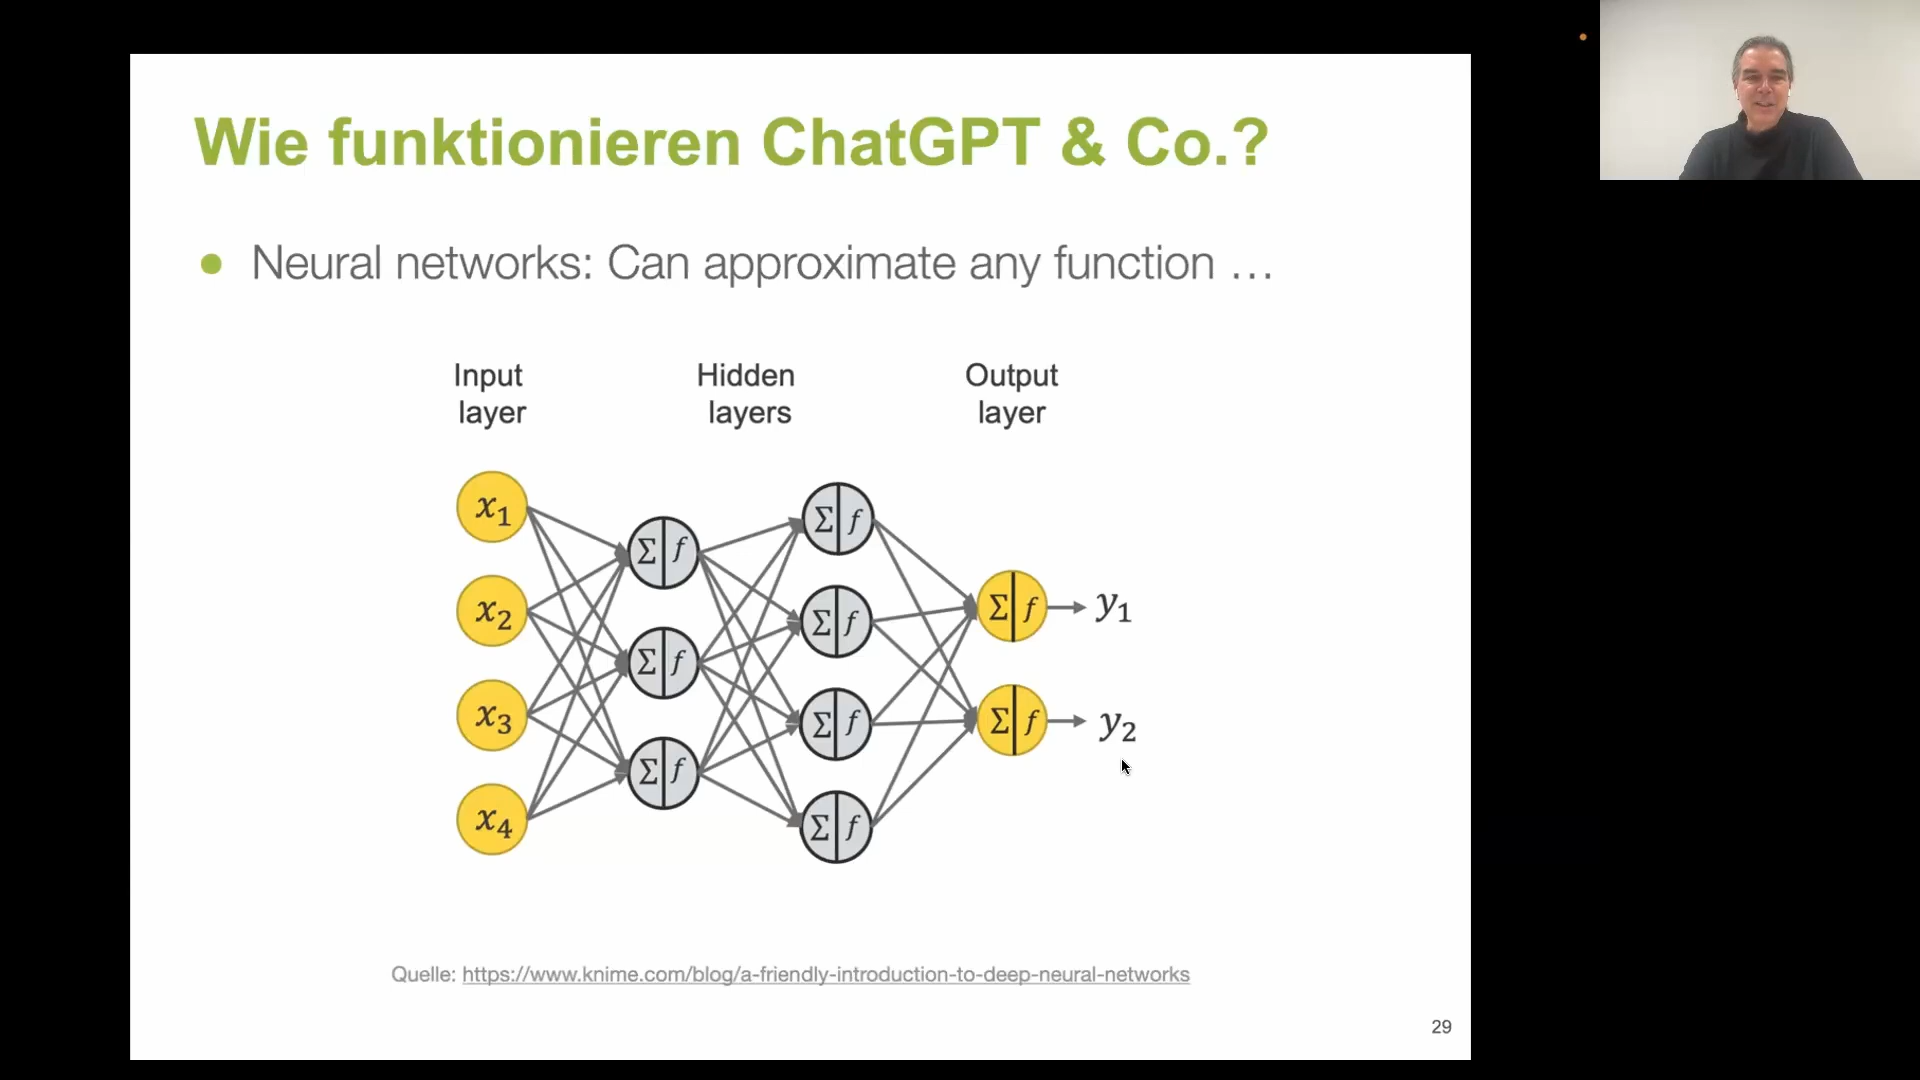 Wie funktionieren ChatGPT & Co.?
Neural networks: Can approximate any function …
Input layer
Hidden layers
Output layer
x1
x2
x3
x4
Σ f
Σ f
Σ f
Σ f
Σ f
Σ f
Σ f
Σ f
Σ f
y1
y2
Quelle: https://www.knime.com/blog/a-friendly-introduction-to-deep-neural-networks
29